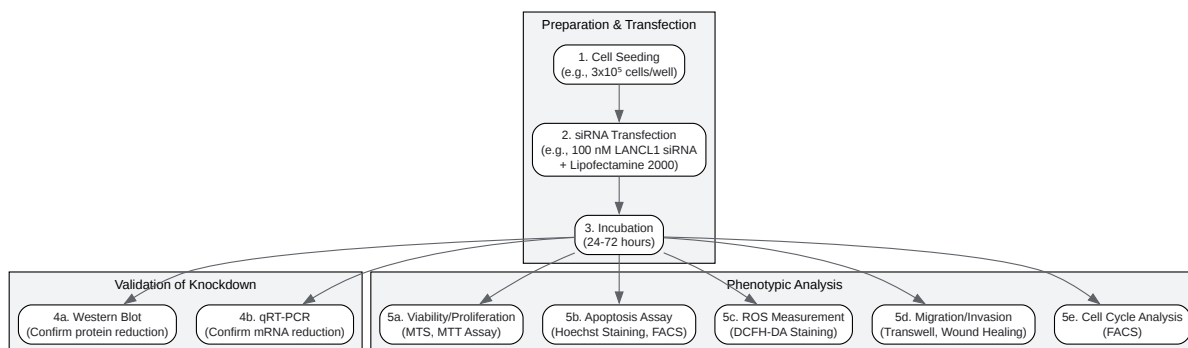 Preparation & Transfection
1. Cell Seeding
(e.g., 3x10⁵ cells/well)
2. siRNA Transfection
(e.g., 100 nM LANCL1 siRNA
+ Lipofectamine 2000)
3. Incubation
(24-72 hours)
Validation of Knockdown
4a. Western Blot
(Confirm protein reduction)
4b. qRT-PCR
(Confirm mRNA reduction)
Phenotypic Analysis
5a. Viability/Proliferation
(MTS, MTT Assay)
5b. Apoptosis Assay
(Hoechst Staining, FACS)
5c. ROS Measurement
(DCFH-DA Staining)
5d. Migration/Invasion
(Transwell, Wound Healing)
5e. Cell Cycle Analysis
(FACS)